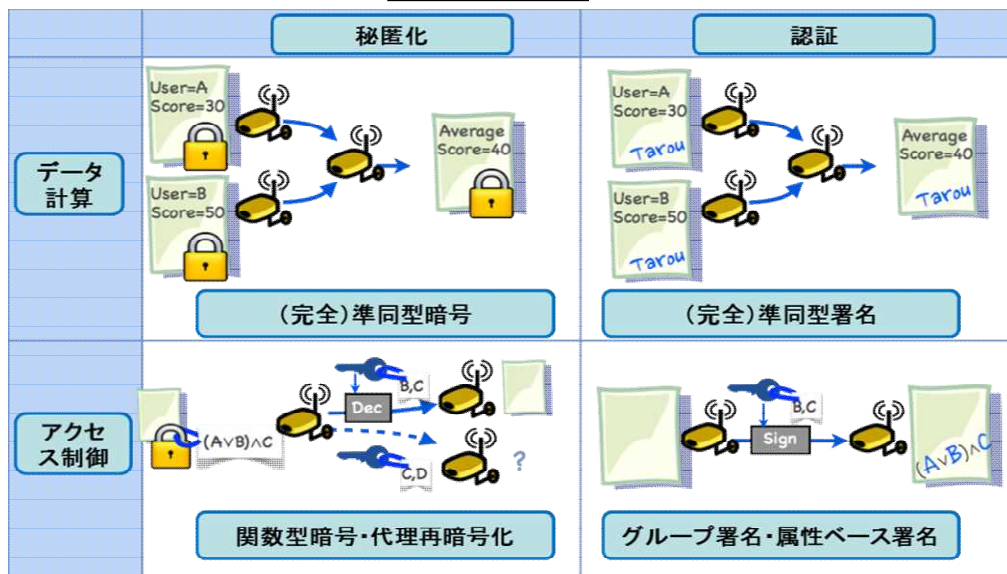 秘匿化
認証
データ
計算
User=A
Score=30
User=B
Score=50
Average
Score=40
User=A
Score=30
Tarou
User=B
Score=50
Tarou
Average
Score=40
Tarou
(完全)準同型暗号
(完全)準同型署名
アクセ
ス制御
(A∨B)∧C
B,C
Dec
C,D
?
B,C
Sign
(A∨B)∧C
関数型暗号・代理再暗号化
グループ署名・属性ベース署名